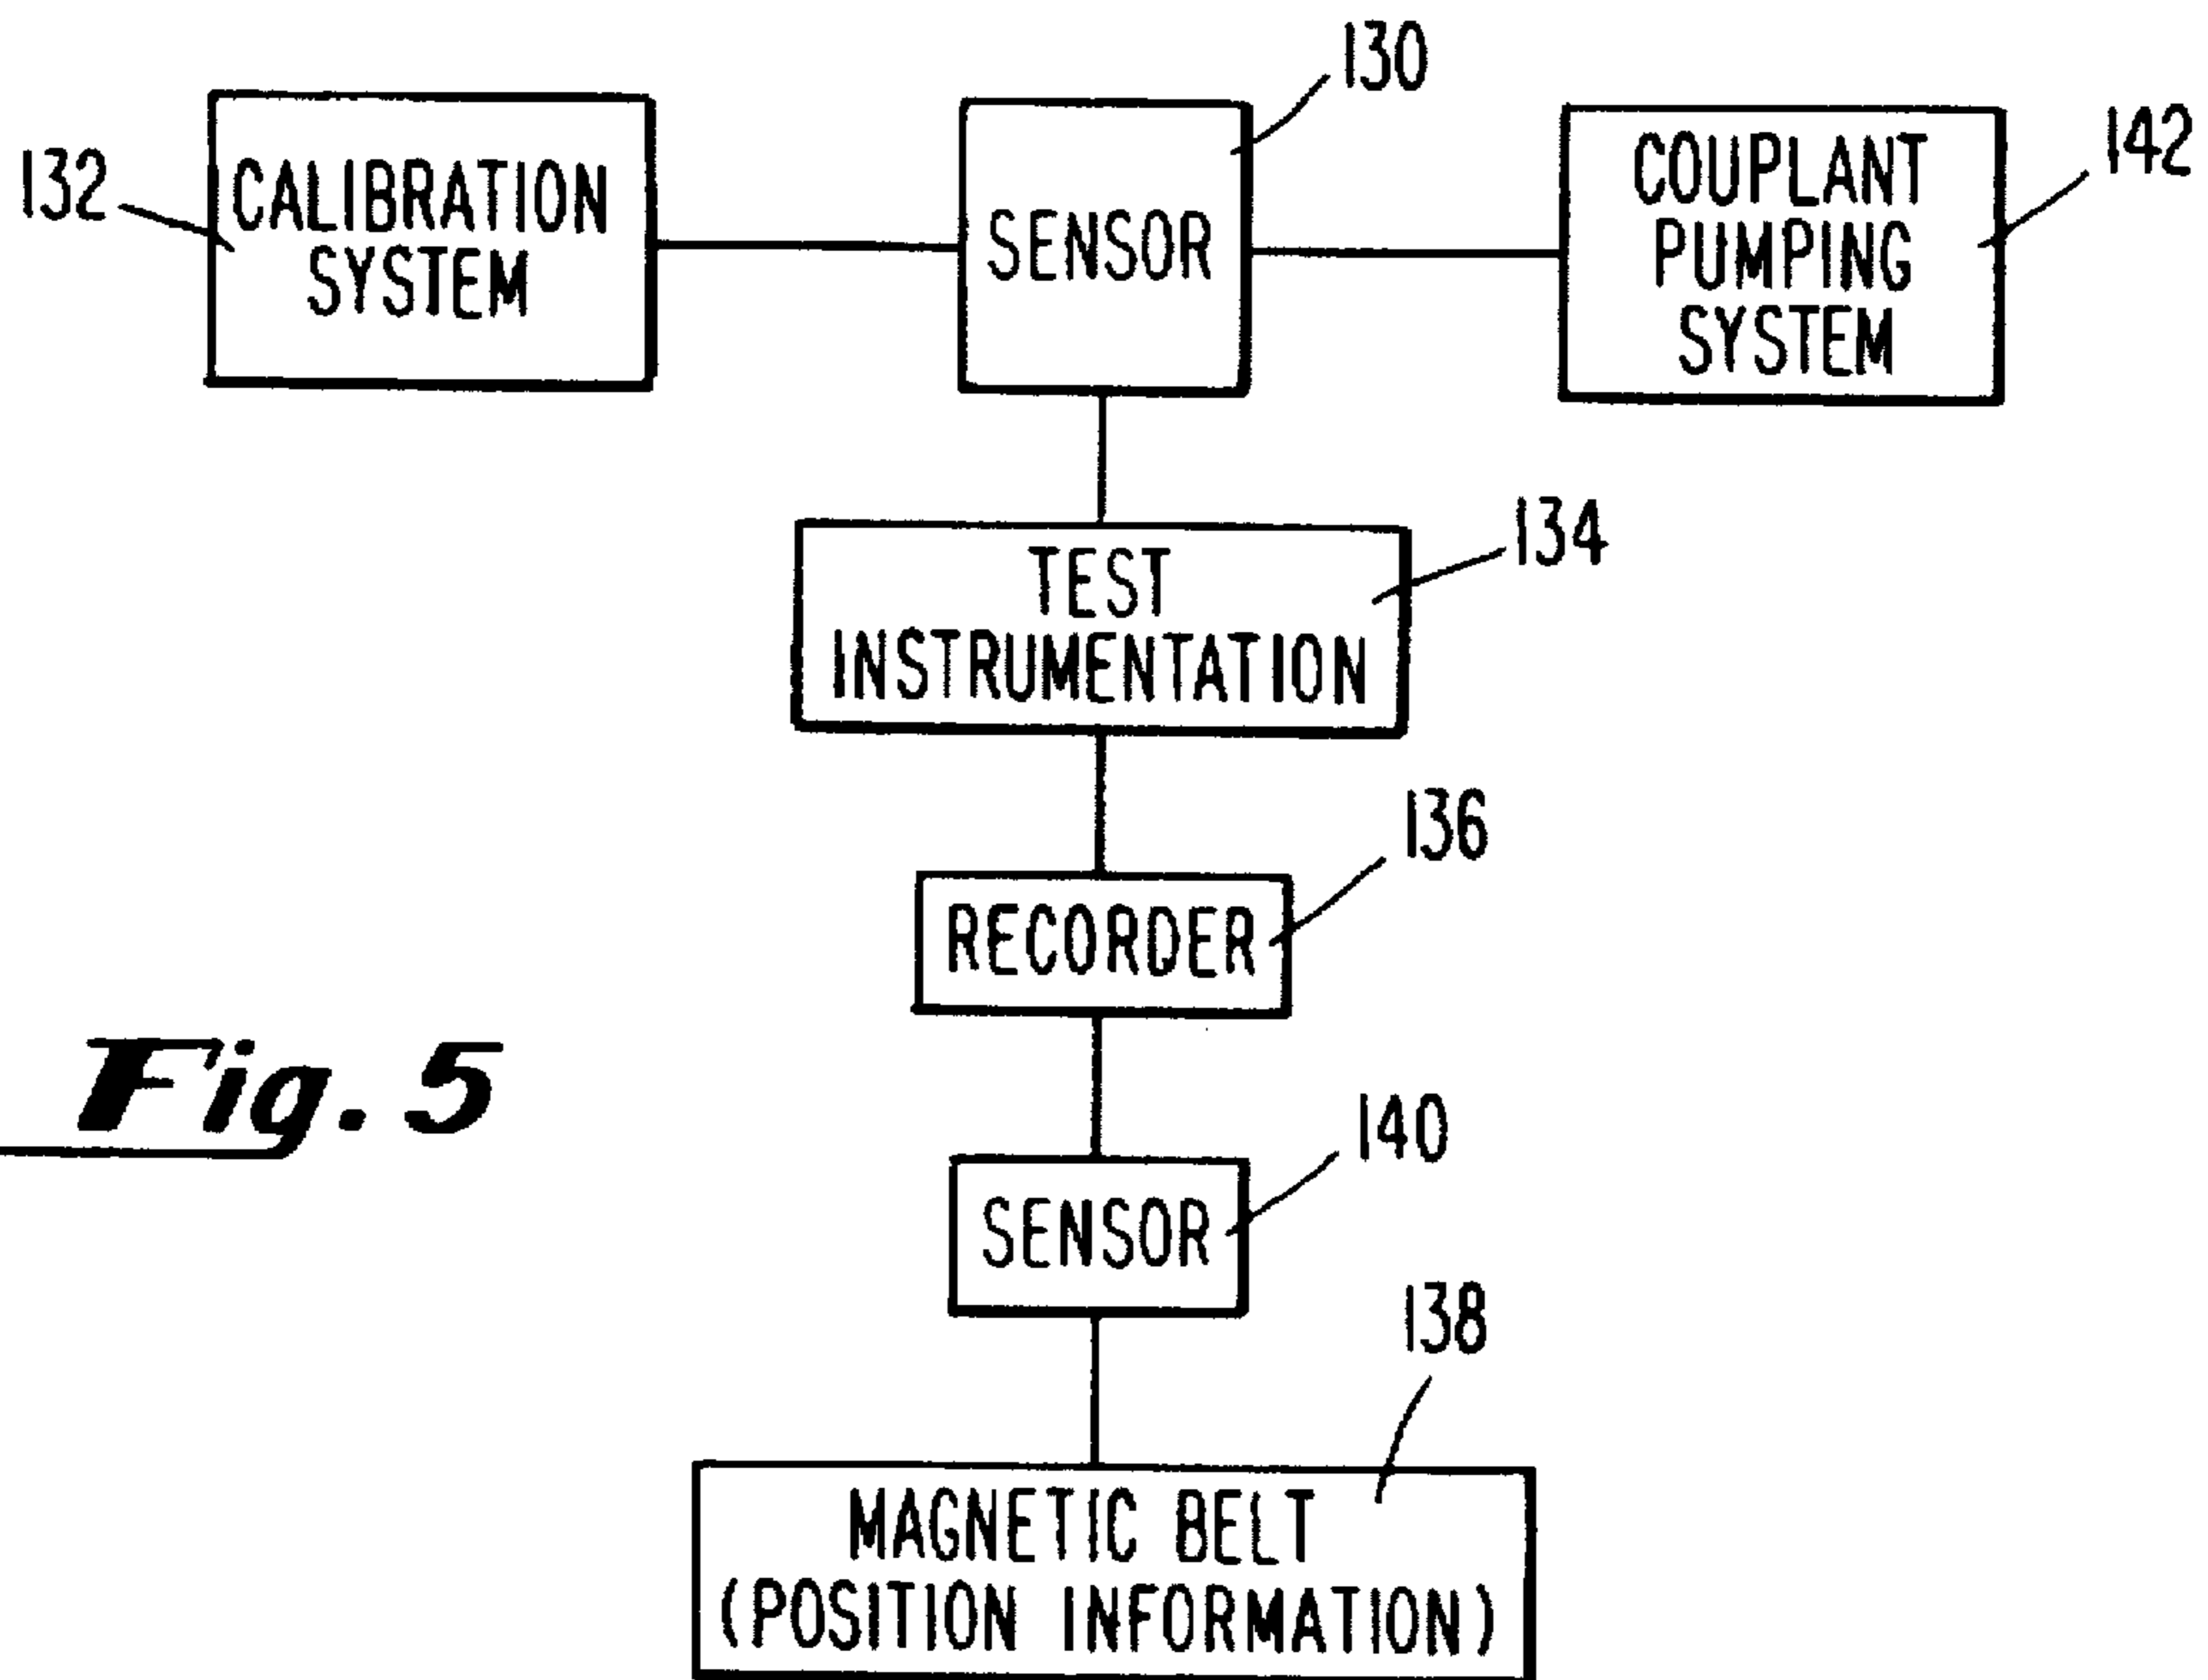 130
132
CALIBRATION
SYSTEM
SENSOR
COUPLANT
PUMPING
SYSTEM
142
TEST
INSTRUMENTATION
134
136
RECORDER
Fig. 5
140
SENSOR
138
MAGNETIC BELT
(POSITION INFORMATION)